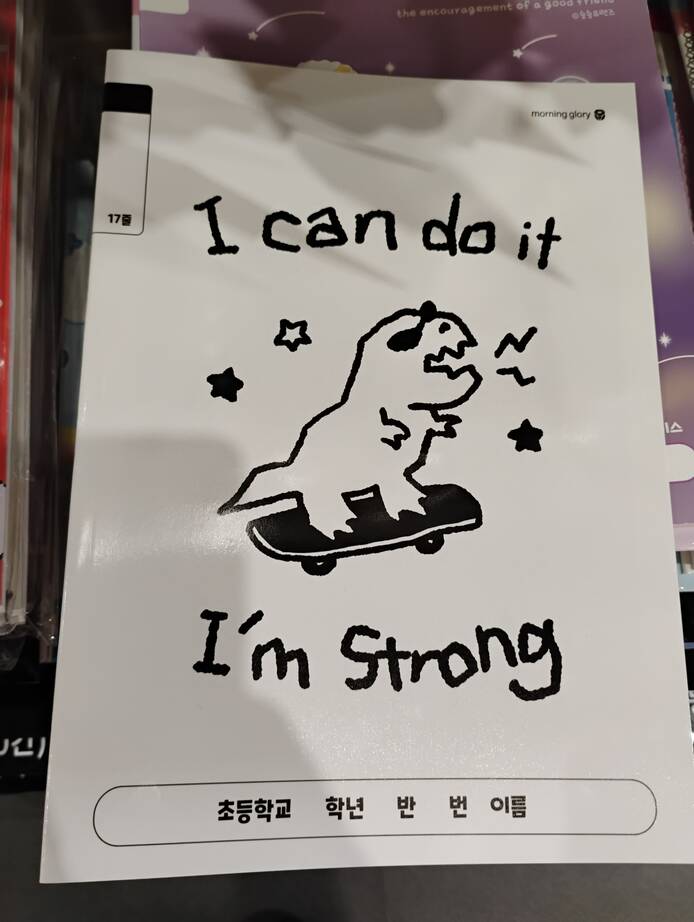 the encouragement of a good friend
morning glory
17줄
I can do it
I'm Strong
초등학교 학년 반 번 이름